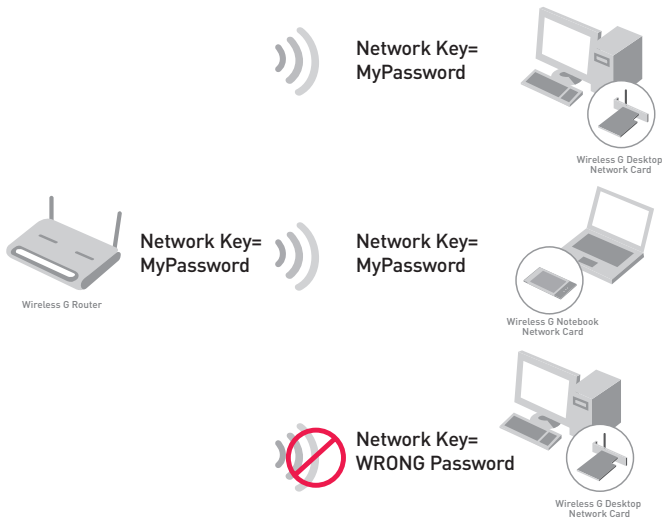 Network Key=
MyPassword
Wireless G Desktop
Network Card
Wireless G Router
Network Key=
MyPassword
Network Key=
MyPassword
Wireless G Notebook
Network Card
Network Key=
WRONG Password
Wireless G Desktop
Network Card